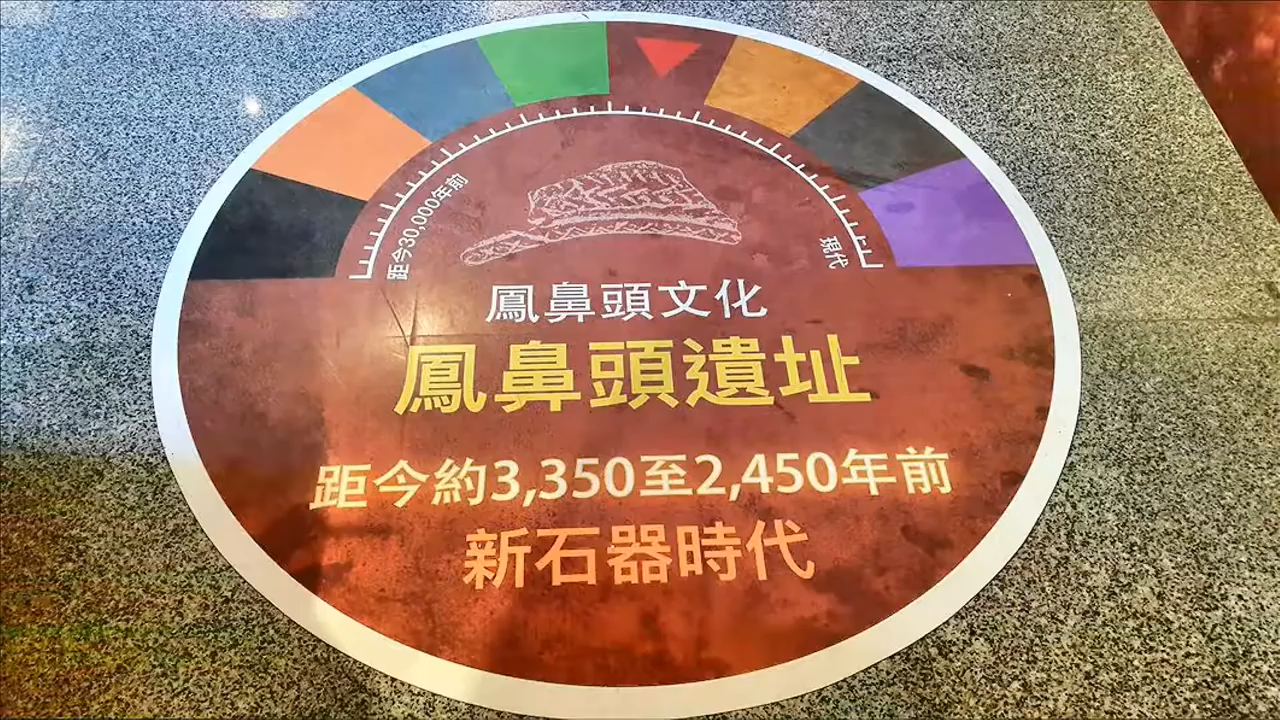 距今30,000年前
現代
鳳鼻頭文化
鳳鼻頭遺址
距今約3,350至2,450年前
新石器時代